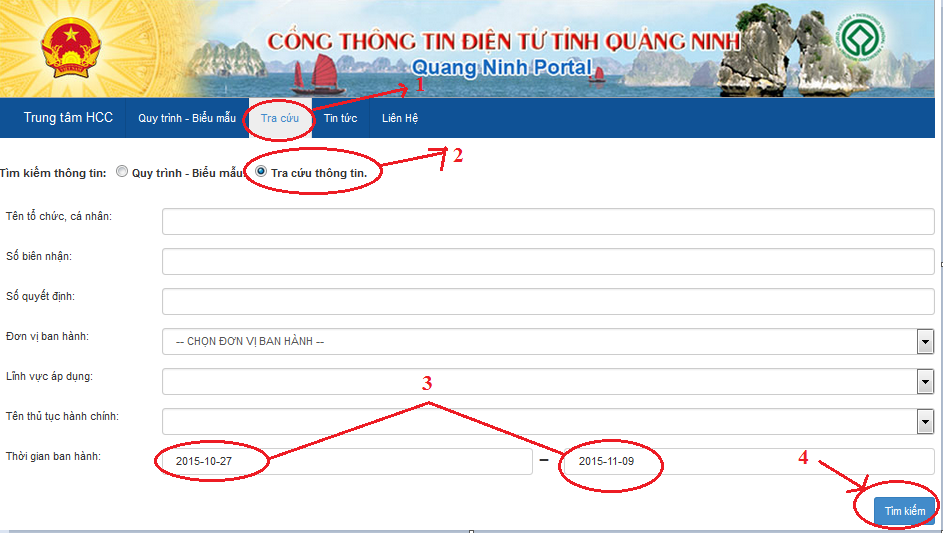 CỔNG THÔNG TIN ĐIỆN TỬ TỈNH QUẢNG NINH
Quang Ninh Portal
1
Trung tâm HCC Quy trình - Biểu mẫu Tra cứu Tin tức Liên Hệ
2
Tìm kiếm thông tin: Quy trình - Biểu mẫu. Tra cứu thông tin.
Tên tổ chức, cá nhân:
Số biên nhận:
Số quyết định:
Đơn vị ban hành: -- CHỌN ĐƠN VỊ BAN HÀNH --
Lĩnh vực áp dụng:
3
Tên thủ tục hành chính:
Thời gian ban hành: 2015-10-27 – 2015-11-09
4
Tìm kiếm